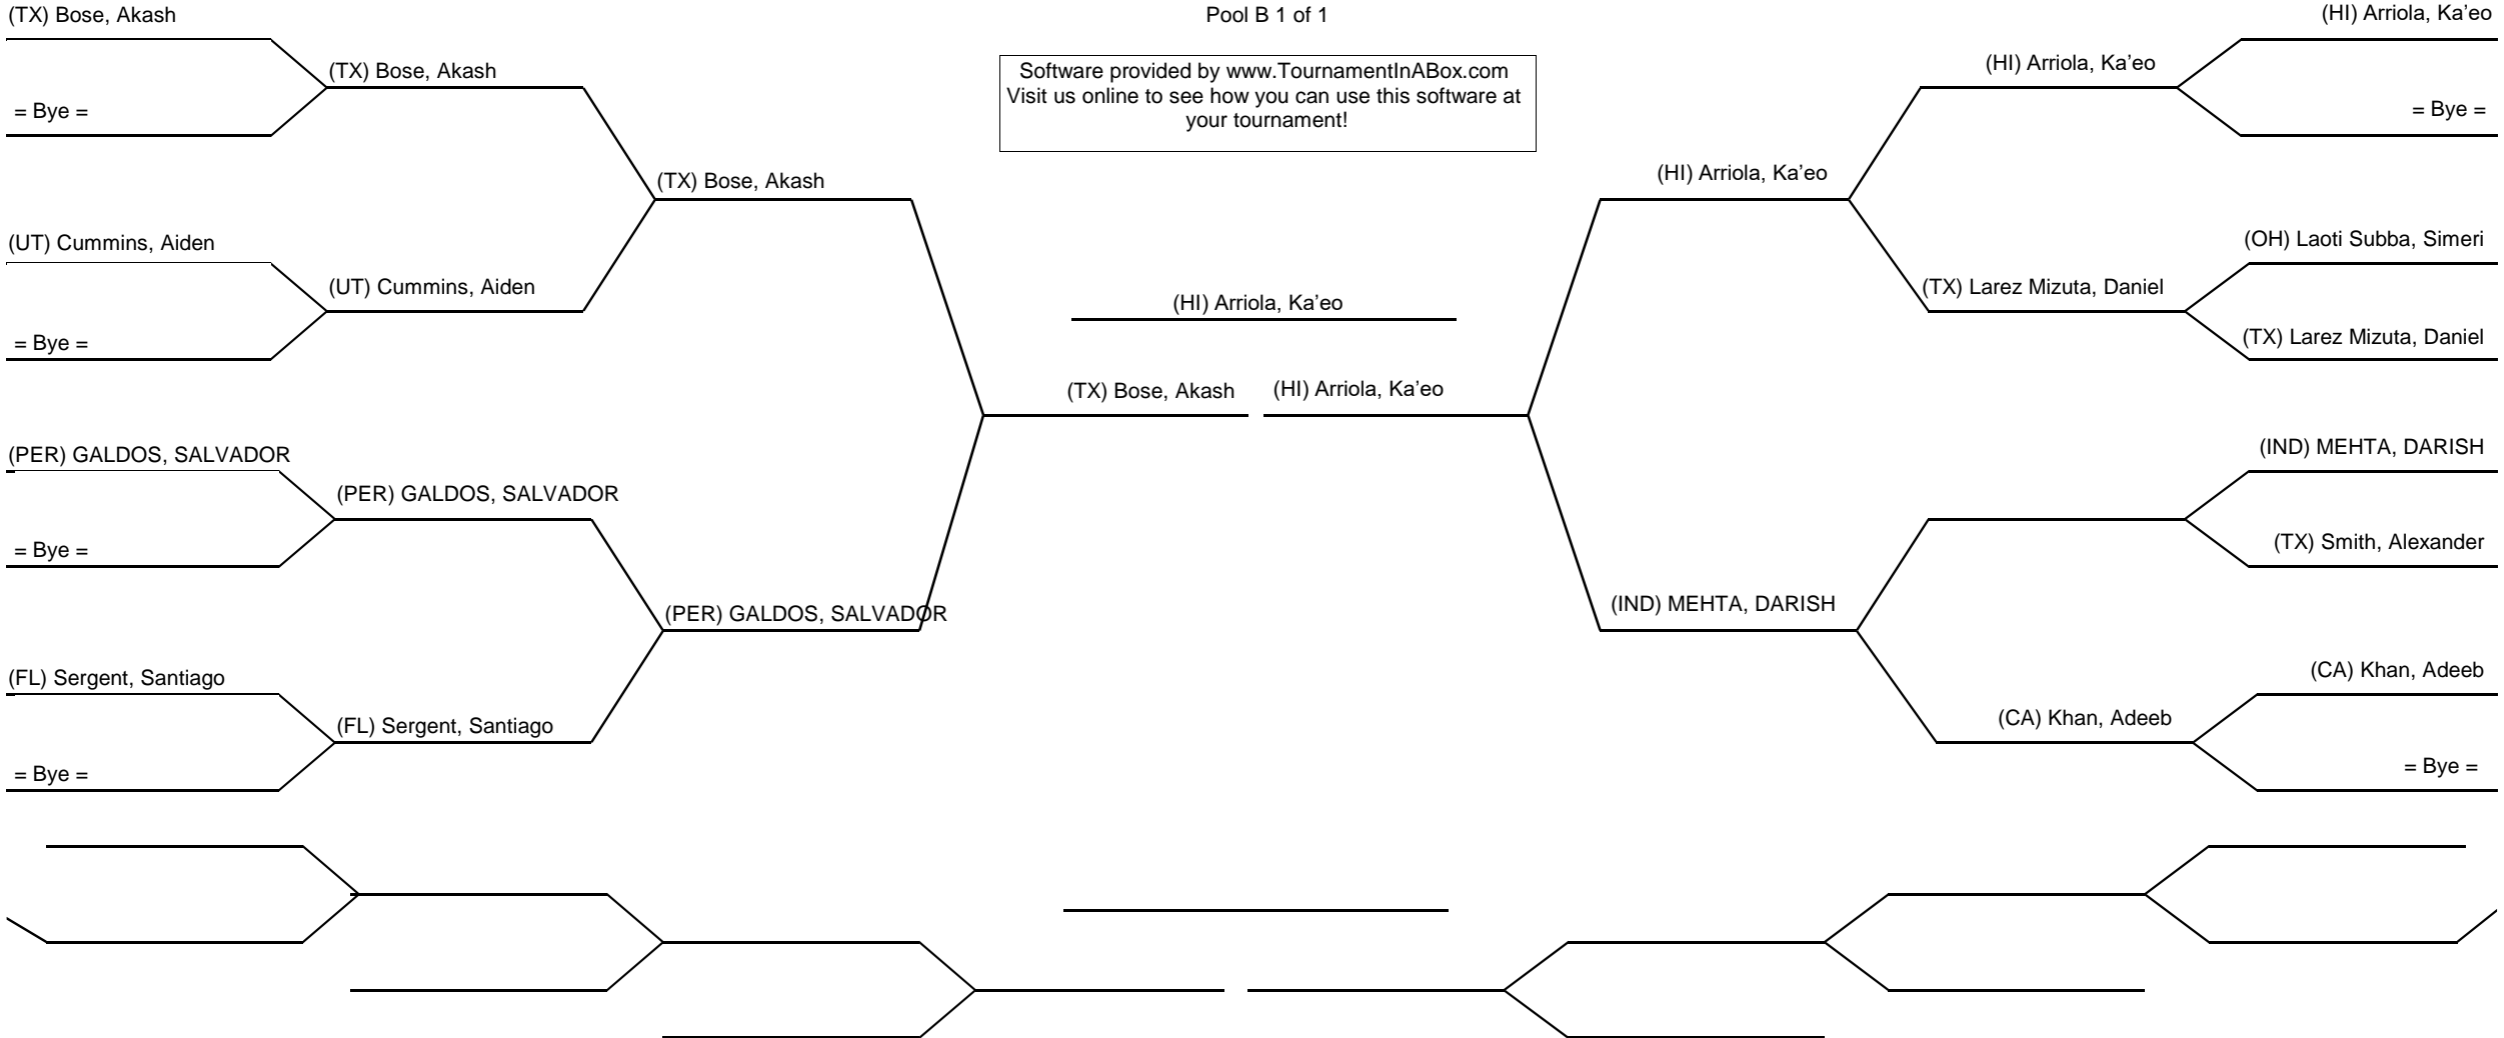 (TX) Bose, Akash
Pool B 1 of 1
(HI) Arriola, Ka'eo
Software provided by www.TournamentInABox.com
Visit us online to see how you can use this software at
your tournament!
(TX) Bose, Akash
(HI) Arriola, Ka'eo
= Bye =
= Bye =
(TX) Bose, Akash
(HI) Arriola, Ka'eo
(UT) Cummins, Aiden
(OH) Laoti Subba, Simeri
(UT) Cummins, Aiden
(HI) Arriola, Ka'eo
(TX) Larez Mizuta, Daniel
= Bye =
(TX) Larez Mizuta, Daniel
(TX) Bose, Akash
(HI) Arriola, Ka'eo
(PER) GALDOS, SALVADOR
(IND) MEHTA, DARISH
(PER) GALDOS, SALVADOR
= Bye =
(TX) Smith, Alexander
(PER) GALDOS, SALVADOR
(IND) MEHTA, DARISH
(FL) Sergent, Santiago
(CA) Khan, Adeeb
(FL) Sergent, Santiago
(CA) Khan, Adeeb
= Bye =
= Bye =